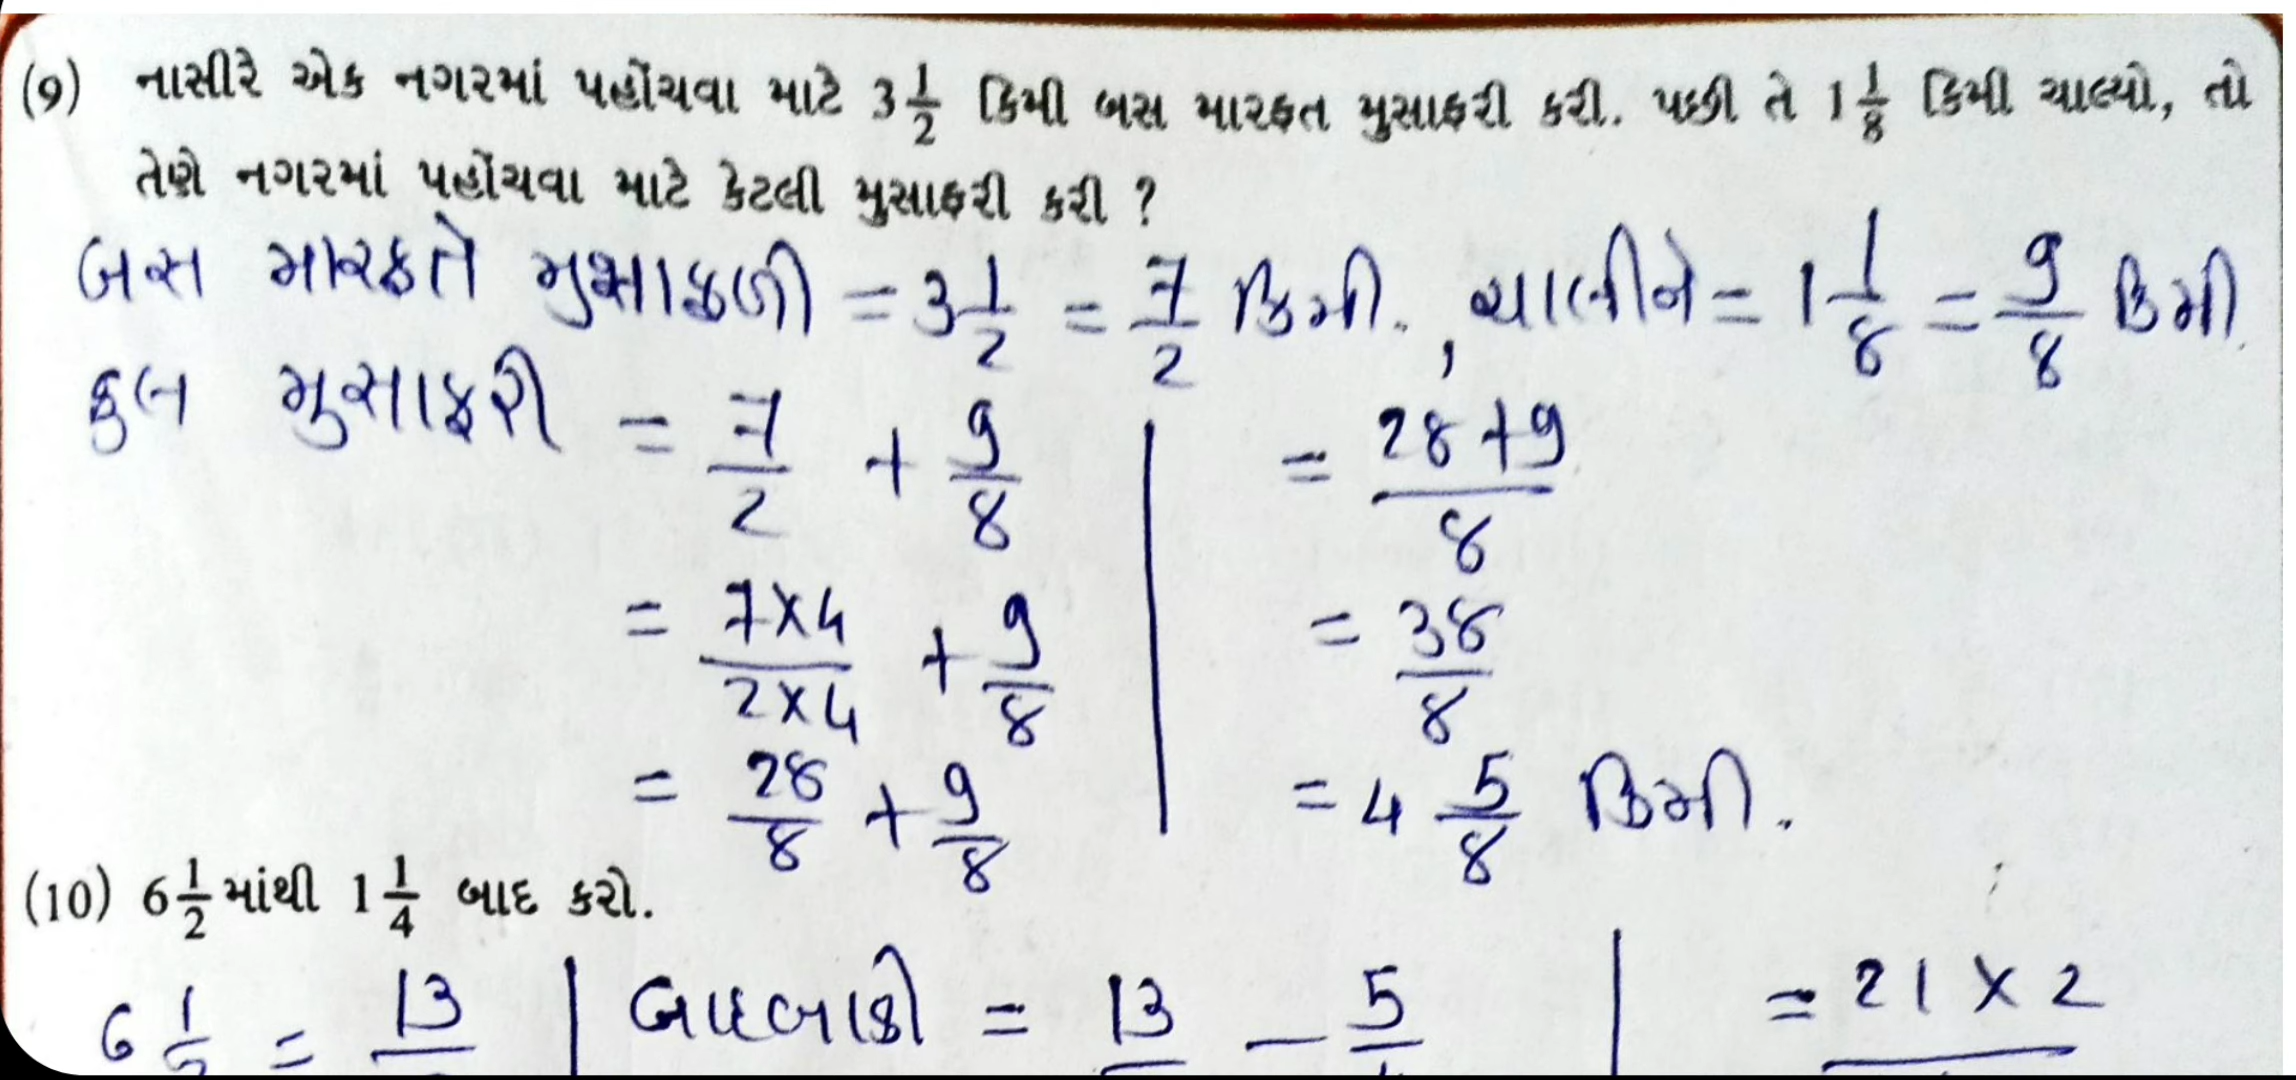 (9) નાસીરે એક નગરમાં પહોંચવા માટે 3 1/2 કિમી બસ મારફત મુસાફરી કરી. પછી તે 1 1/8 કિમી ચાલ્યો, તો
તેણે નગરમાં પહોંચવા માટે કેટલી મુસાફરી કરી ?
બસ મારફતે મુસાફરી = 3 1/2 = 7/2 કિમી. , ચાલીને = 1 1/8 = 9/8 કિમી.
કુલ મુસાફરી = 7/2 + 9/8
= 7×4/2×4 + 9/8
= 28/8 + 9/8
= 28+9/8
= 38/8
= 4 5/8 કિમી.
(10) 6 1/2 માંથી 1 1/4 બાદ કરો.
6 1/ = 13 | બાદબાકી = 13 - 5 | = 21 × 2